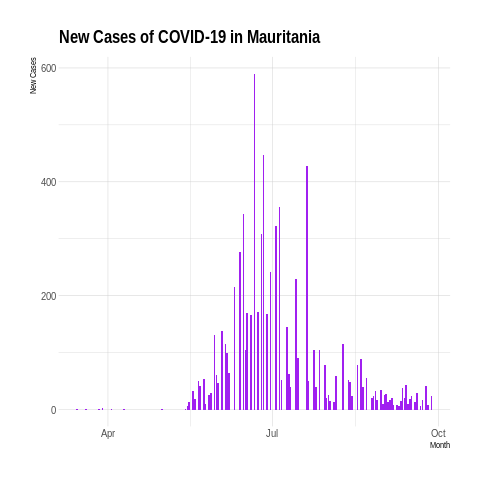 New Cases of COVID-19 in Mauritania
New Cases
600
400
200
0
Apr
Jul
Oct
Month